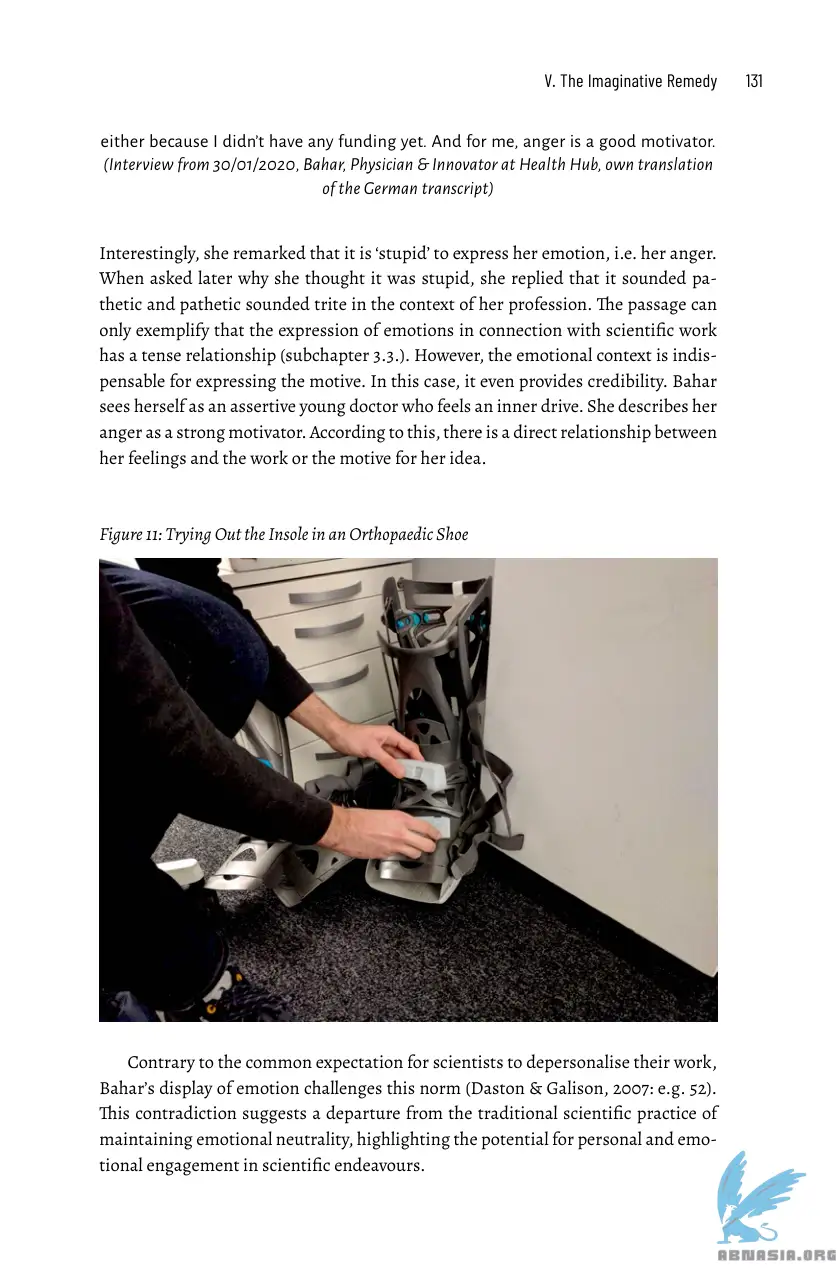 V. The Imaginative Remedy 131
either because I didn’t have any funding yet. And for me, anger is a good motivator.
(Interview from 30/01/2020, Bahar, Physician & Innovator at Health Hub, own translation
of the German transcript)
Interestingly, she remarked that it is ‘stupid’ to express her emotion, i.e. her anger.
When asked later why she thought it was stupid, she replied that it sounded pa-
thetic and pathetic sounded trite in the context of her profession. The passage can
only exemplify that the expression of emotions in connection with scientific work
has a tense relationship (subchapter 3.3.). However, the emotional context is indis-
pensable for expressing the motive. In this case, it even provides credibility. Bahar
sees herself as an assertive young doctor who feels an inner drive. She describes her
anger as a strong motivator. According to this, there is a direct relationship between
her feelings and the work or the motive for her idea.
Figure 11: Trying Out the Insole in an Orthopaedic Shoe
Contrary to the common expectation for scientists to depersonalise their work,
Bahar’s display of emotion challenges this norm (Daston & Galison, 2007: e.g. 52).
This contradiction suggests a departure from the traditional scientific practice of
maintaining emotional neutrality, highlighting the potential for personal and emo-
tional engagement in scientific endeavours.
ABNASIA.ORG